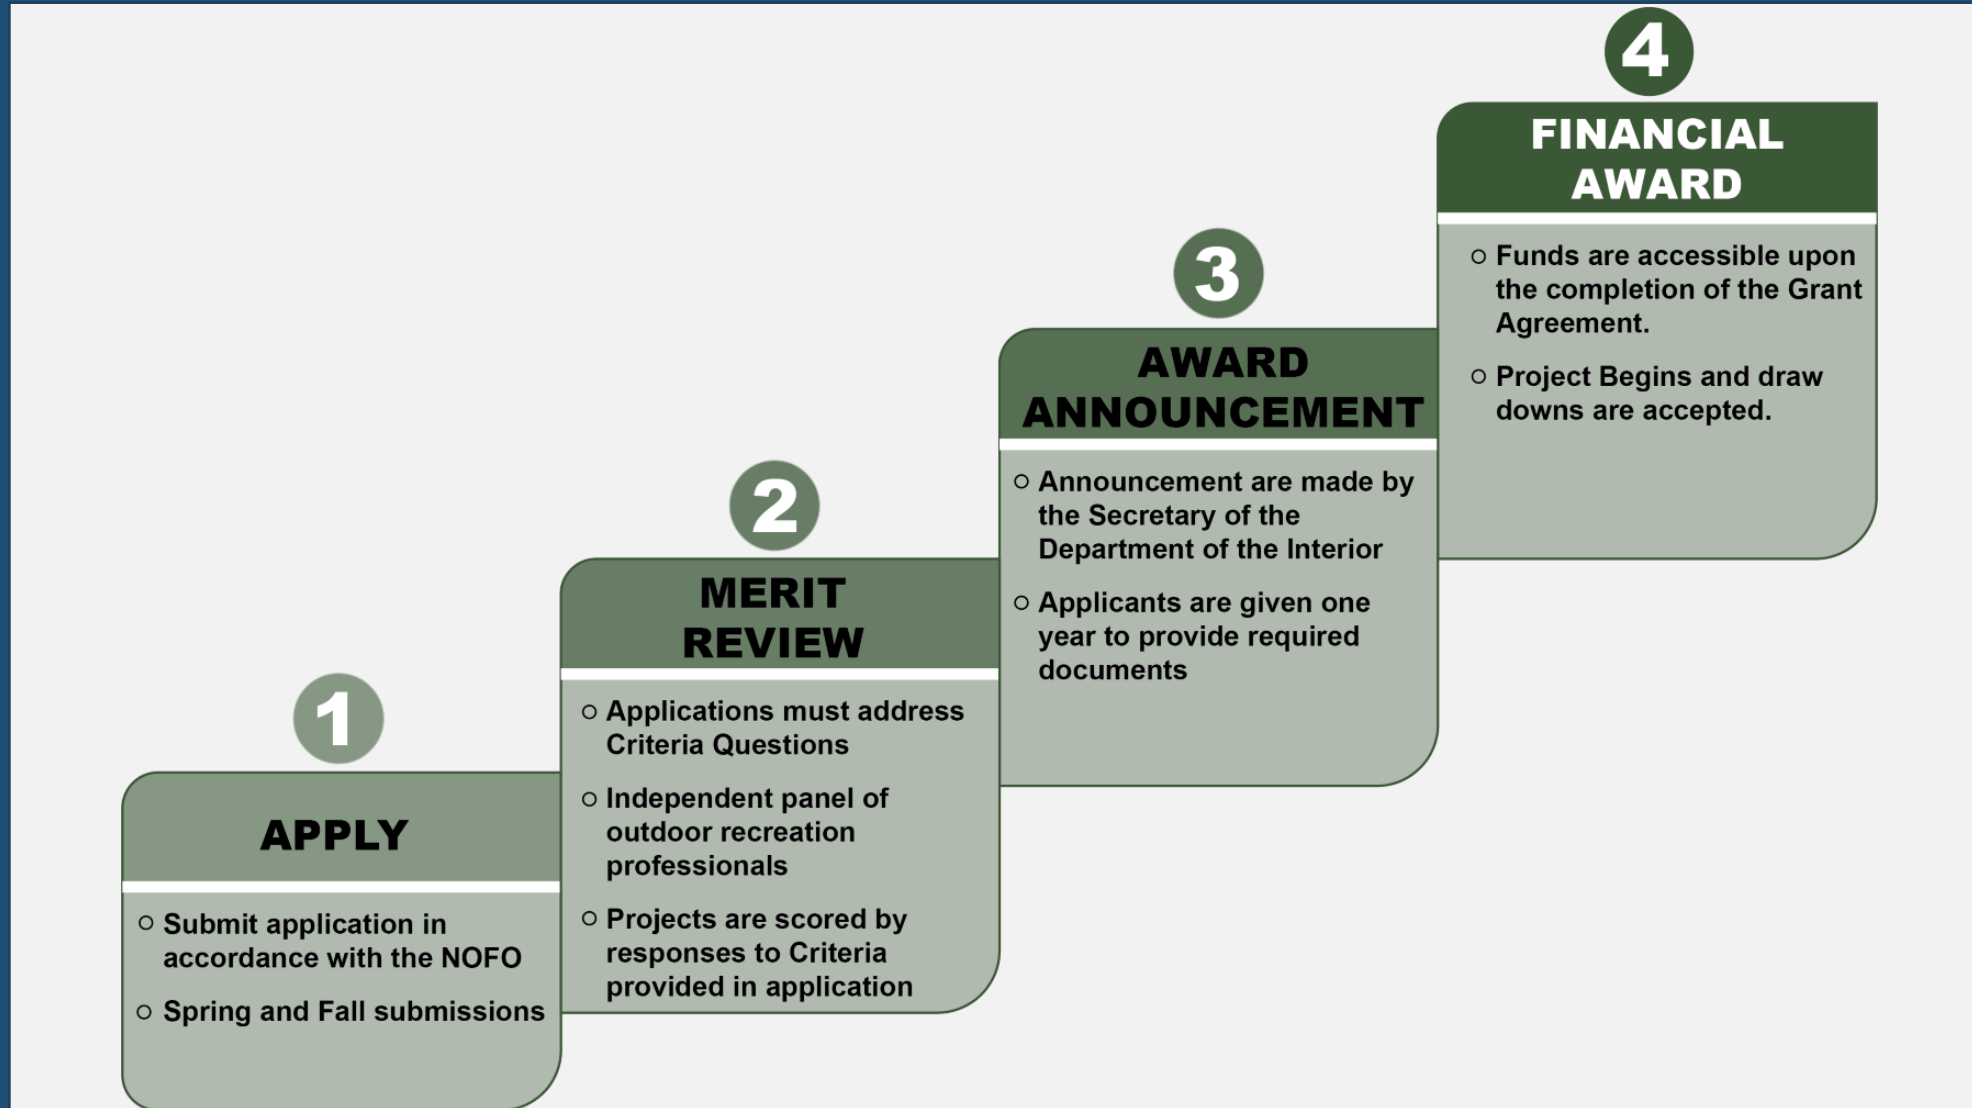 1
APPLY
○ Submit application in
accordance with the NOFO
○ Spring and Fall submissions
2
MERIT
REVIEW
○ Applications must address
Criteria Questions
○ Independent panel of
outdoor recreation
professionals
○ Projects are scored by
responses to Criteria
provided in application
3
AWARD
ANNOUNCEMENT
○ Announcement are made by
the Secretary of the
Department of the Interior
○ Applicants are given one
year to provide required
documents
4
FINANCIAL
AWARD
○ Funds are accessible upon
the completion of the Grant
Agreement.
○ Project Begins and draw
downs are accepted.